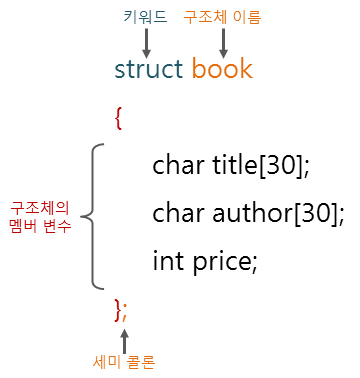 키워드 구조체 이름
struct book
{
char title[30];
char author[30];
int price;
구조체의
멤버 변수
};
세미 콜론